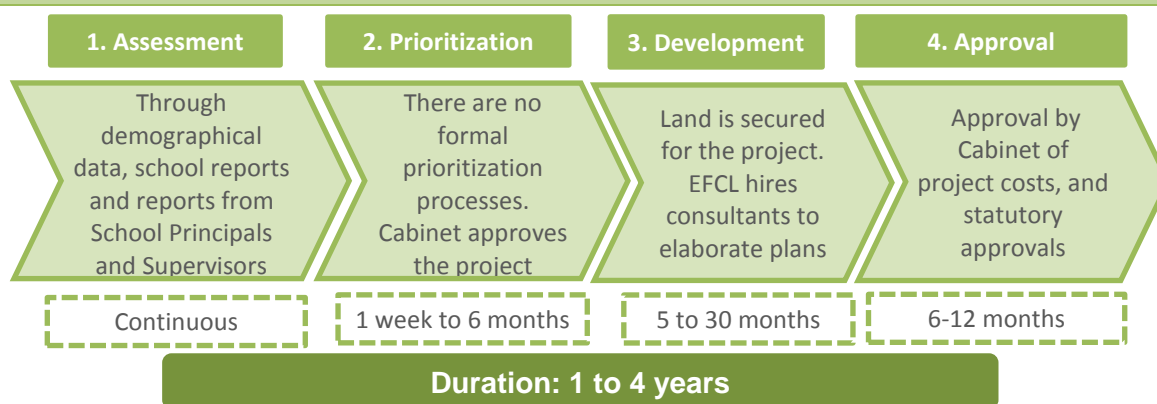 1. Assessment
2. Prioritization
3. Development
4. Approval
Through
demographical
data, school reports
and reports from
School Principals
and Supervisors
There are no
formal
prioritization
processes.
Cabinet approves
the project
Land is secured
for the project.
EFCL hires
consultants to
elaborate plans
Approval by
Cabinet of
project costs, and
statutory
approvals
Continuous
1 week to 6 months
5 to 30 months
6-12 months
Duration: 1 to 4 years